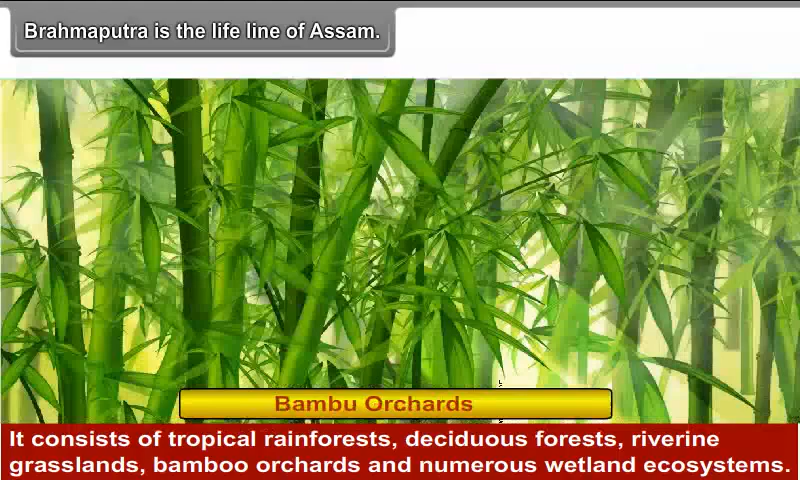 Brahmaputra is the life line of Assam.
Bambu Orchards
It consists of tropical rainforests, deciduous forests, riverine
grasslands, bamboo orchards and numerous wetland ecosystems.